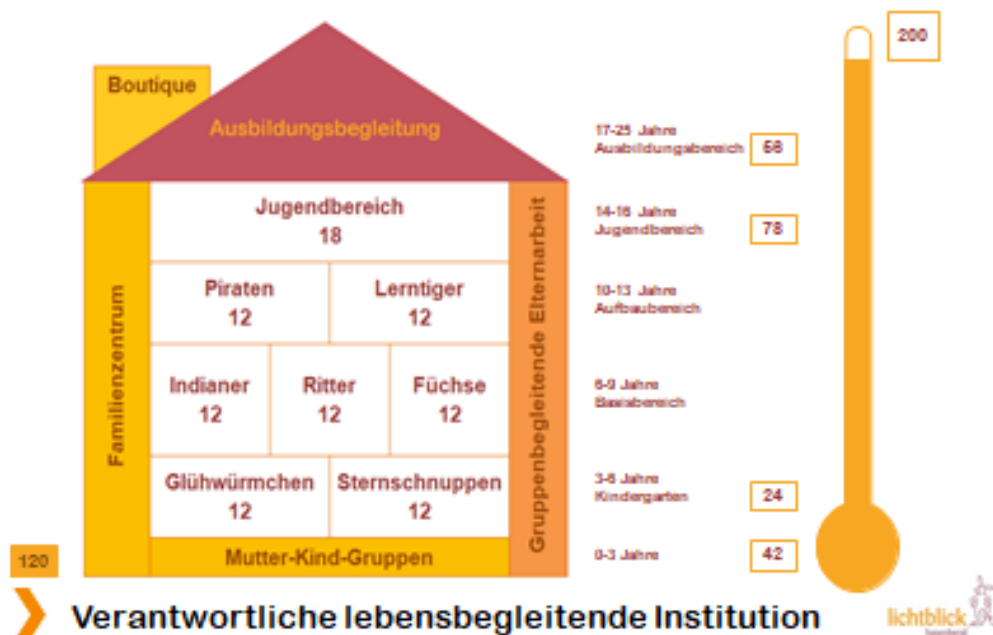 200
Boutique
Ausbildungsbegleitung
17-25 Jahre
Ausbildungsbereich
56
Jugendbereich
18
14-16 Jahre
Jugendbereich
78
Piraten
12
Lerntiger
12
10-13 Jahre
Aufbaubereich
Indianer
12
Ritter
12
Füchse
12
6-9 Jahre
Basisbereich
Glühwürmchen
12
Sternschnuppen
12
3-6 Jahre
Kindergarten
24
Familienzentrum
Gruppenbegleitende Elternarbeit
Mutter-Kind-Gruppen
0-3 Jahre
42
120
Verantwortliche lebensbegleitende Institution
lichtblick